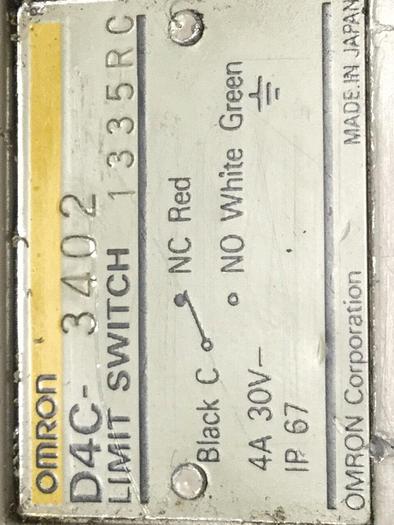 OMRON
D4C- 3402
LIMIT SWITCH 1335RC
NC Red
Black C
NO White Green
4A 30V⎓
IP 67
OMRON Corporation MADE IN JAPAN